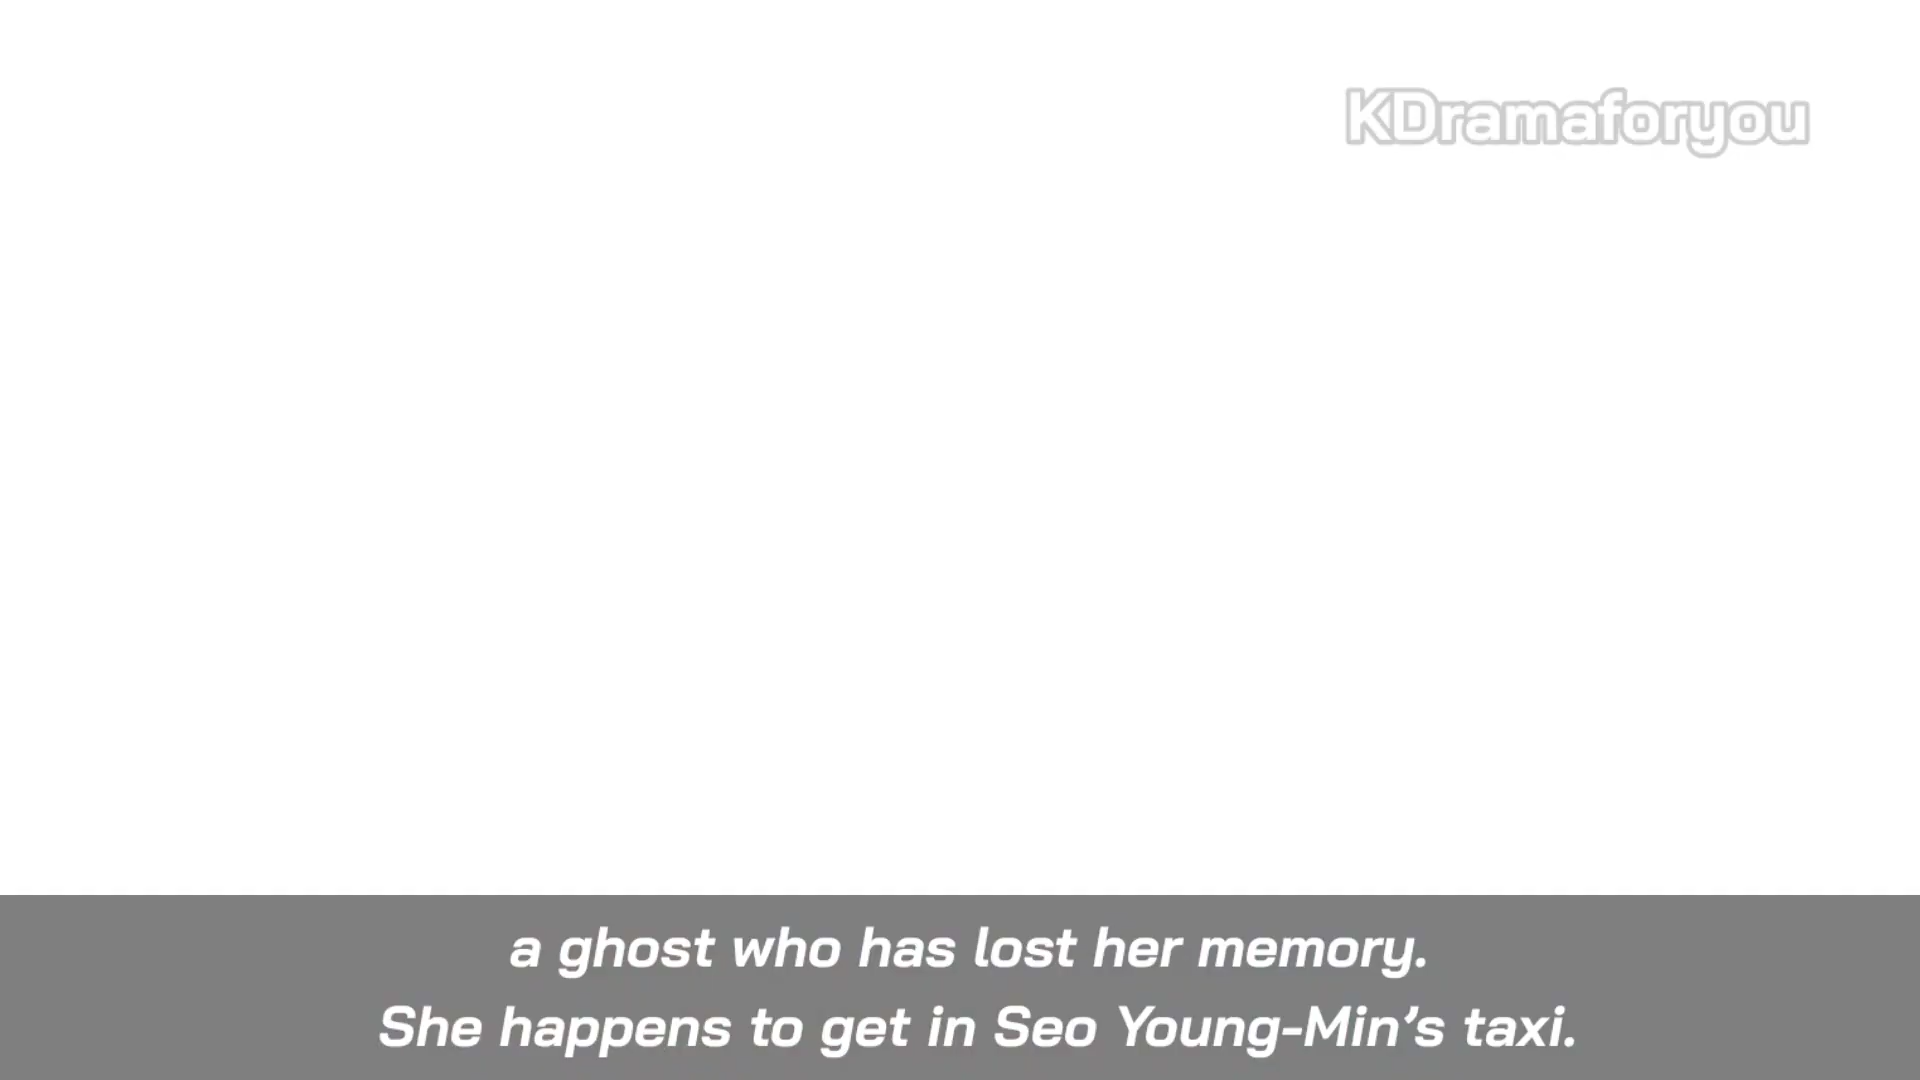 KDramaforyou
a ghost who has lost her memory.
She happens to get in Seo Young-Min’s taxi.